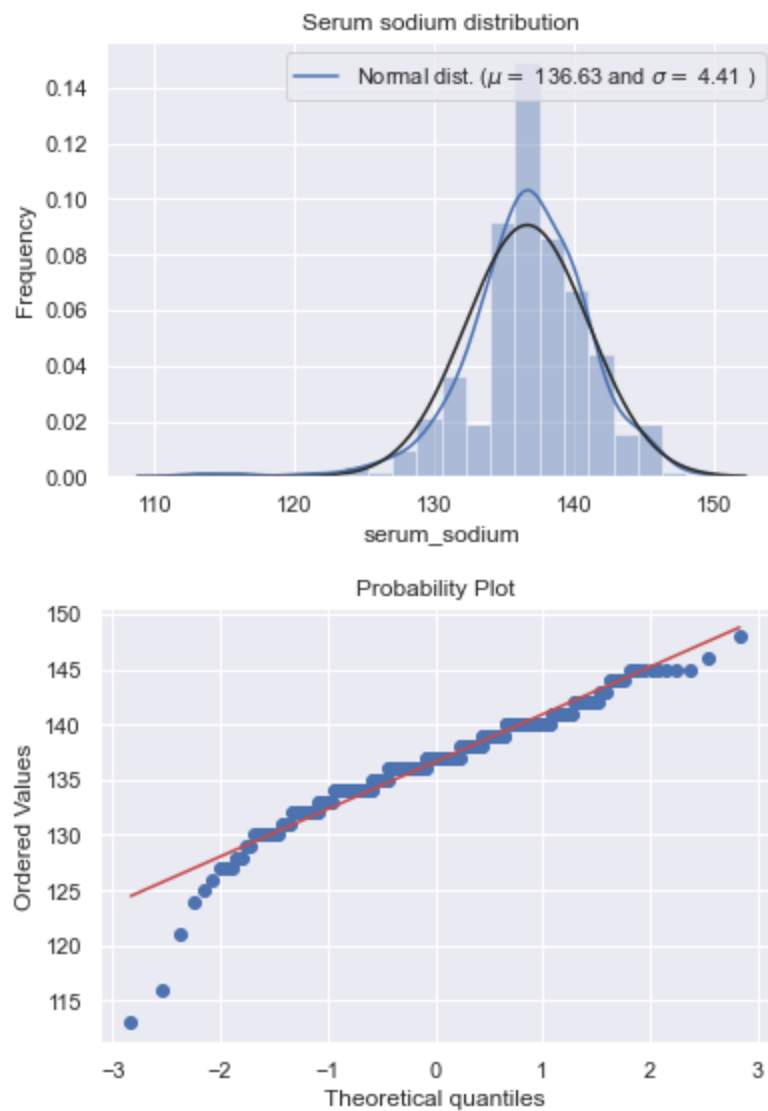 Serum sodium distribution
Normal dist. (μ = 136.63 and σ = 4.41 )
0.14
0.12
0.10
0.08
0.06
0.04
0.02
0.00
Frequency
110 120 130 140 150
serum_sodium
Probability Plot
150
145
140
135
130
125
120
115
Ordered Values
−3 −2 −1 0 1 2 3
Theoretical quantiles